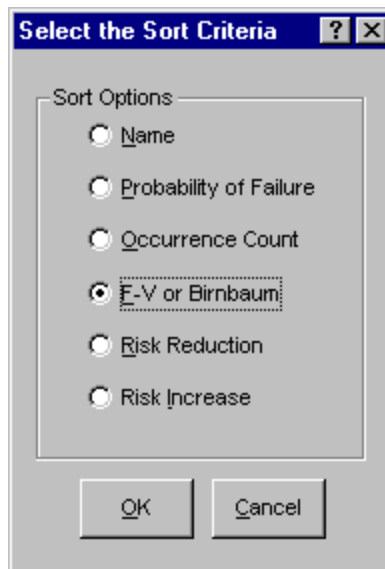 Select the Sort Criteria ? ×
Sort Options
Name
Probability of Failure
Occurrence Count
F-V or Birnbaum
Risk Reduction
Risk Increase
OK Cancel